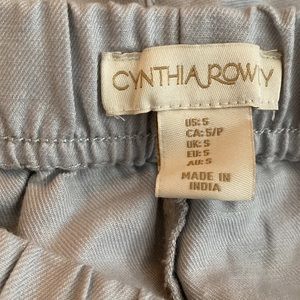 CYNTHIA ROWLEY
US: S
CA: S/P
UK: S
EU: S
AU: S
MADE IN
INDIA